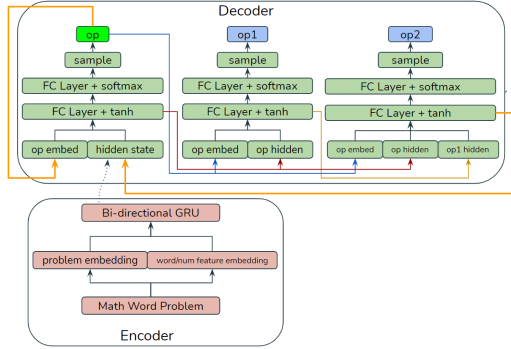 Decoder
op
op1
op2
sample
sample
sample
FC Layer + softmax
FC Layer + softmax
FC Layer + softmax
FC Layer + tanh
FC Layer + tanh
FC Layer + tanh
op embed
hidden state
op embed
op hidden
op embed
op hidden
op1 hidden
Bi-directional GRU
problem embedding
word/num feature embedding
Math Word Problem
Encoder